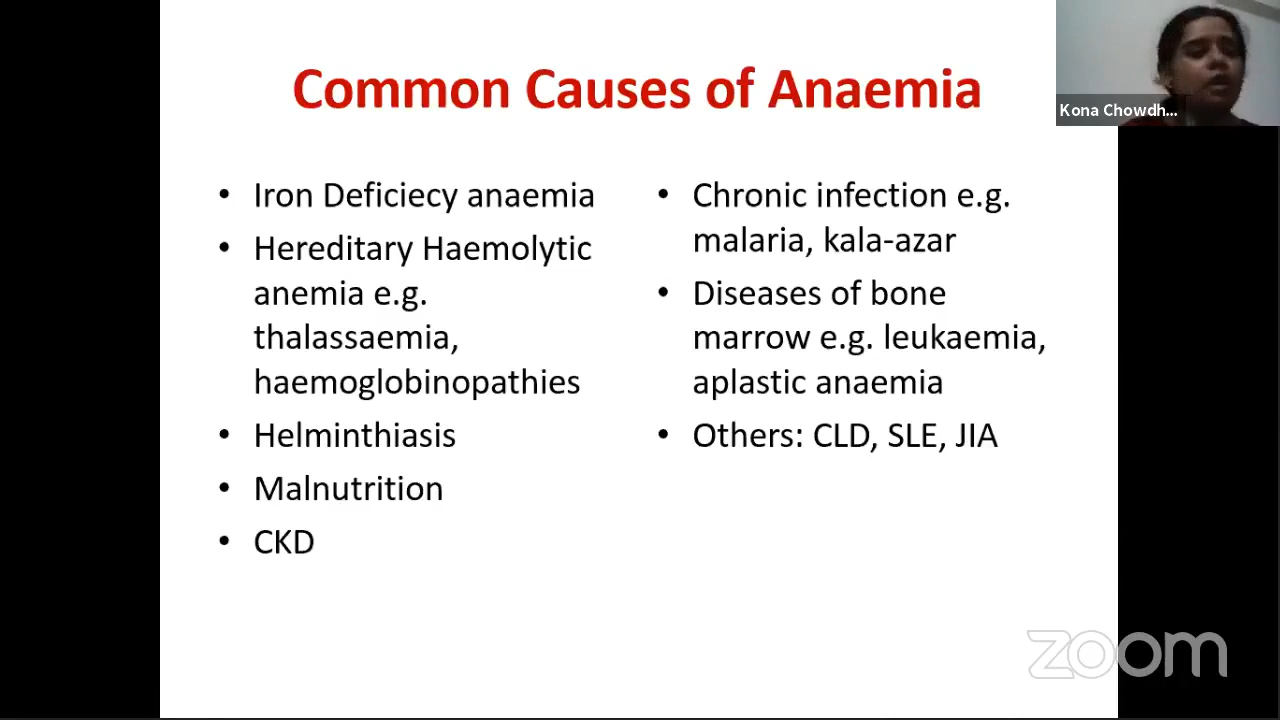 Common Causes of Anaemia
Kona Chowdh...
• Iron Deficiecy anaemia
• Hereditary Haemolytic
anemia e.g.
thalassaemia,
haemoglobinopathies
• Helminthiasis
• Malnutrition
• CKD
• Chronic infection e.g.
malaria, kala-azar
• Diseases of bone
marrow e.g. leukaemia,
aplastic anaemia
• Others: CLD, SLE, JIA
zoom